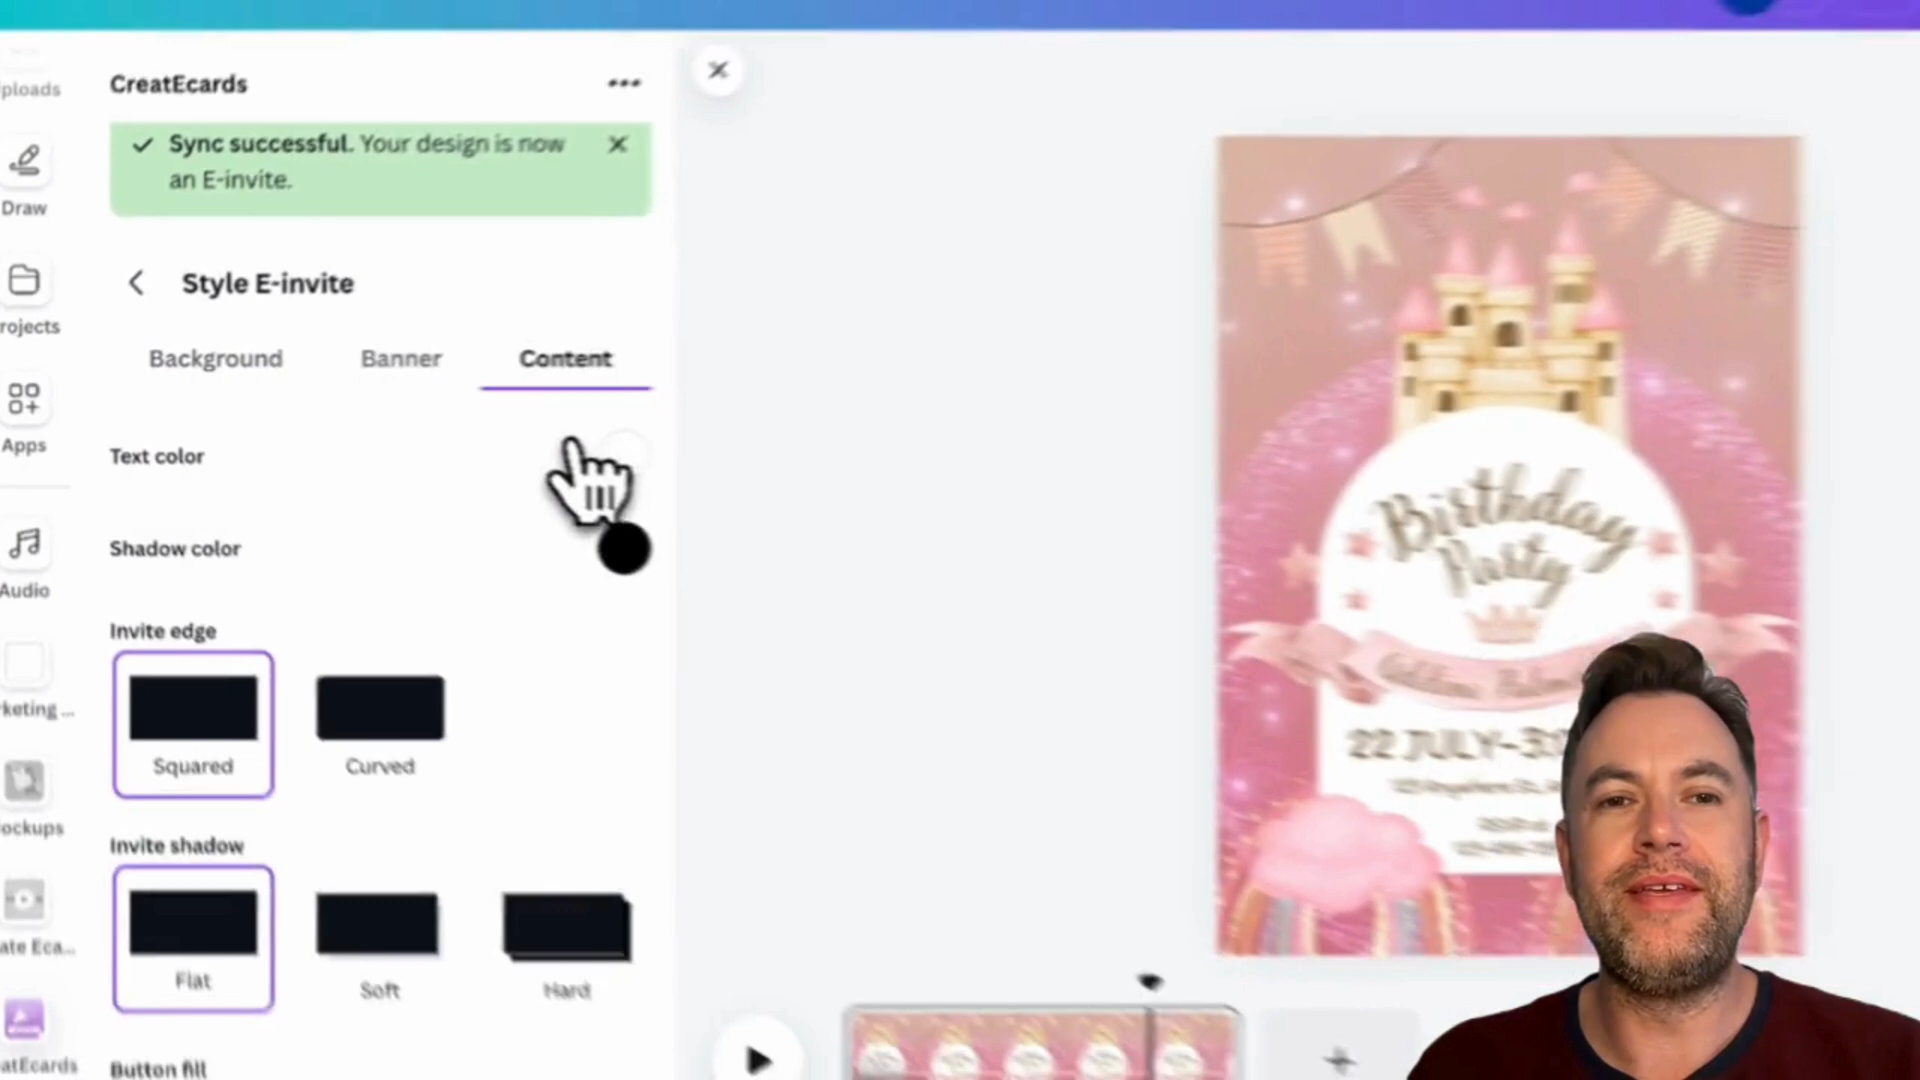 ploads
Draw
rojects
Apps
Audio
keting ...
ockups
ate Eca...
atEcards
CreatEcards
Sync successful. Your design is now
an E-invite.
Style E-invite
Background Banner Content
Text color
Shadow color
Invite edge
Squared Curved
Invite shadow
Flat Soft Hard
Button fill
Birthday
Party
22 JULY-3: